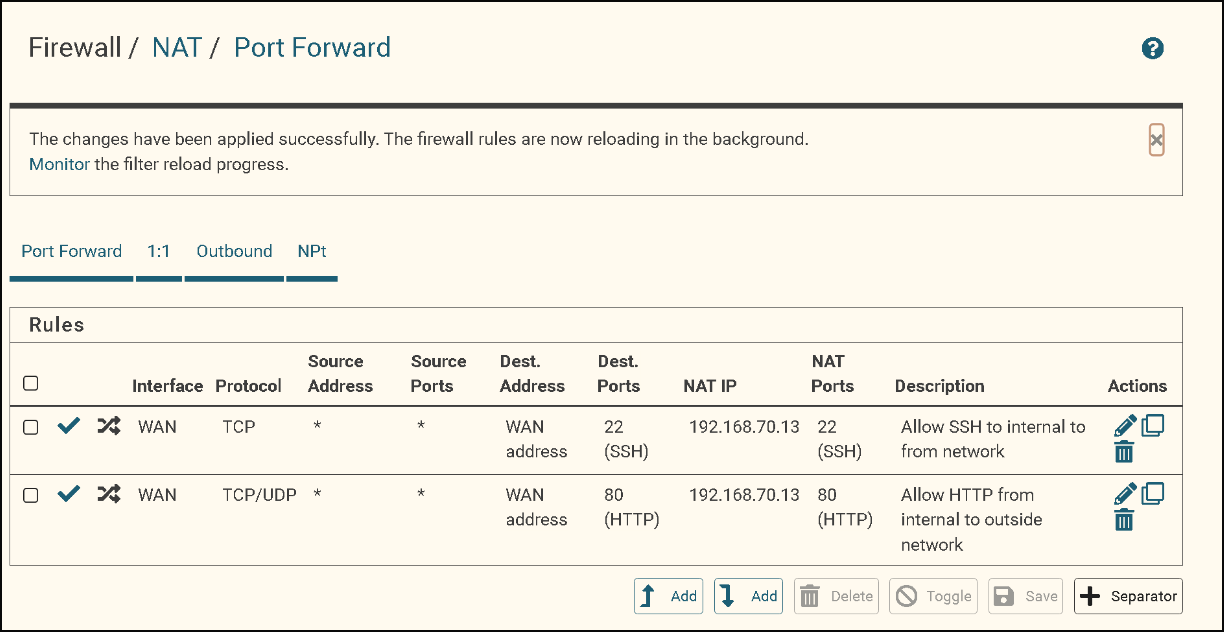 Firewall / NAT / Port Forward
The changes have been applied successfully. The firewall rules are now reloading in the background.
Monitor the filter reload progress.
Port Forward 1:1 Outbound NPt
Rules
Interface Protocol Source Address Source Ports Dest. Address Dest. Ports NAT IP NAT Ports Description Actions
WAN TCP * * WAN address 22 (SSH) 192.168.70.13 22 (SSH) Allow SSH to internal to from network
WAN TCP/UDP * * WAN address 80 (HTTP) 192.168.70.13 80 (HTTP) Allow HTTP from internal to outside network
Add Add Delete Toggle Save Separator